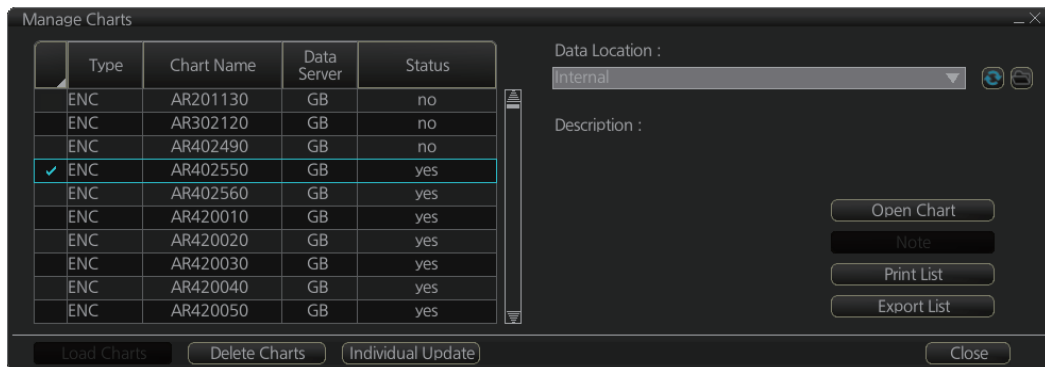 Manage Charts
Type Chart Name Data Server Status
ENC AR201130 GB no
ENC AR302120 GB no
ENC AR402490 GB no
ENC AR402550 GB yes
ENC AR402560 GB yes
ENC AR420010 GB yes
ENC AR420020 GB yes
ENC AR420030 GB yes
ENC AR420040 GB yes
ENC AR420050 GB yes
Data Location :
Internal
Description :
Open Chart
Note
Print List
Export List
Load Charts Delete Charts Individual Update Close